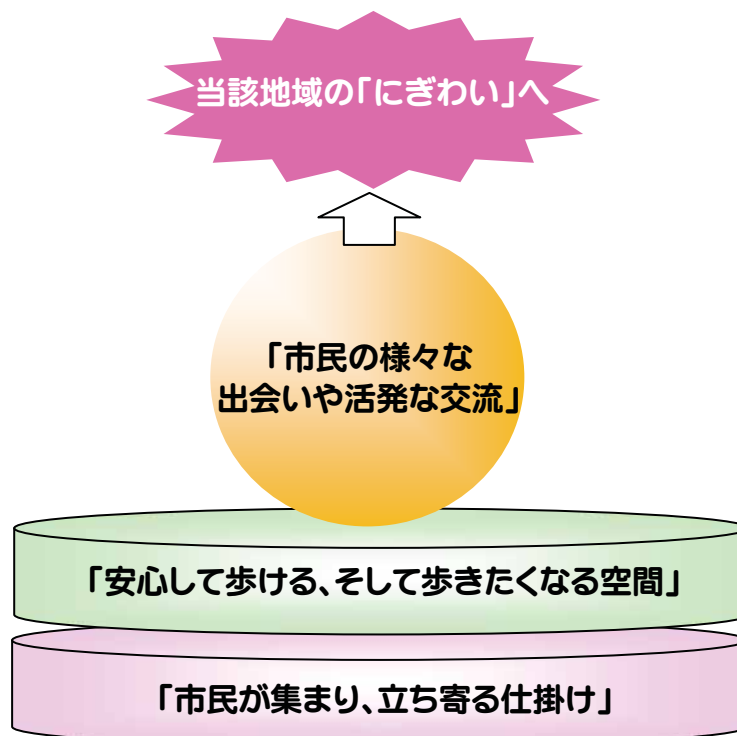 当該地域の「にぎわい」へ
「市民の様々な
出会いや活発な交流」
「安心して歩ける、そして歩きたくなる空間」
「市民が集まり、立ち寄る仕掛け」